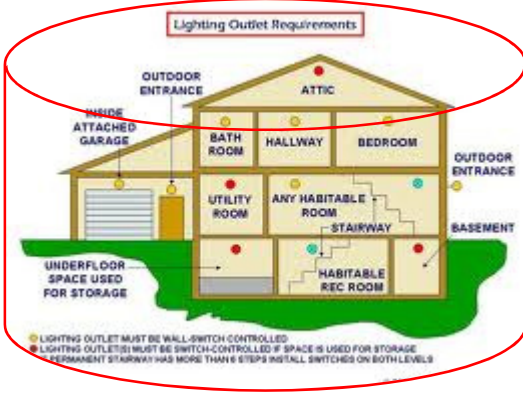 Lighting Outlet Requirements
ATTIC
OUTDOOR
ENTRANCE
INSIDE
ATTACHED
GARAGE
BATH
ROOM
HALLWAY
BEDROOM
OUTDOOR
ENTRANCE
UTILITY
ROOM
ANY HABITABLE
ROOM
STAIRWAY
BASEMENT
UNDERFLOOR
SPACE USED
FOR STORAGE
HABITABLE
REC ROOM
LIGHTING OUTLET MUST BE WALL-SWITCH CONTROLLED
LIGHTING OUTLET(S) MUST BE SWITCH-CONTROLLED IF SPACE IS USED FOR STORAGE
PERMANENT STAIRWAY HAS MORE THAN 6 STEPS INSTALL SWITCHES ON BOTH LEVELS